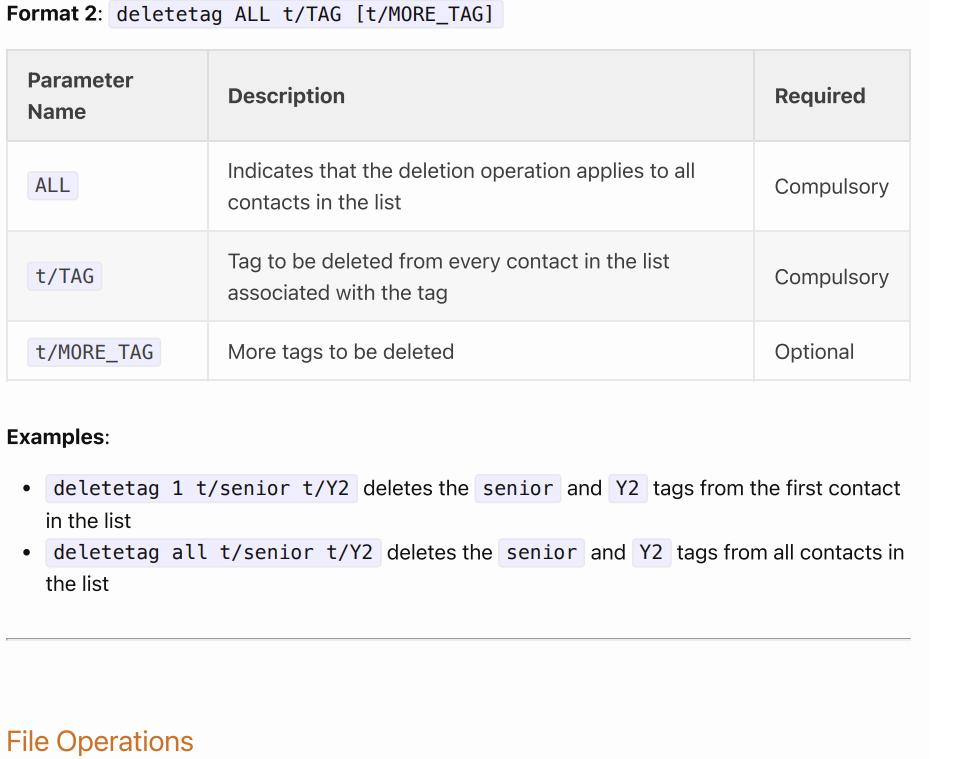 Format 2: deletetag ALL t/TAG [t/MORE_TAG]
Parameter
Name
Description
Required
ALL
Indicates that the deletion operation applies to all
contacts in the list
Compulsory
t/TAG
Tag to be deleted from every contact in the list
associated with the tag
Compulsory
t/MORE_TAG
More tags to be deleted
Optional
Examples:
• deletetag 1 t/senior t/Y2 deletes the senior and Y2 tags from the first contact
in the list
• deletetag all t/senior t/Y2 deletes the senior and Y2 tags from all contacts in
the list
File Operations